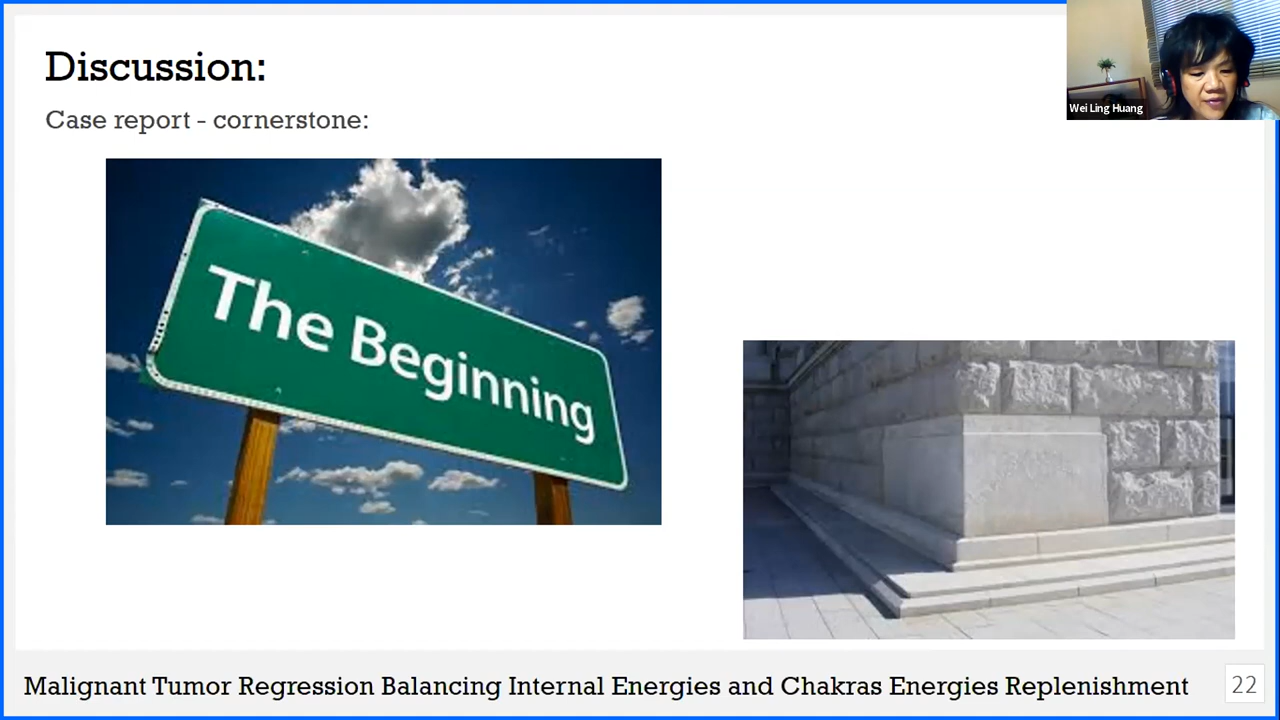 Discussion:
Wei Ling Huang
Case report - cornerstone:
The Beginning
Malignant Tumor Regression Balancing Internal Energies and Chakras Energies Replenishment
22